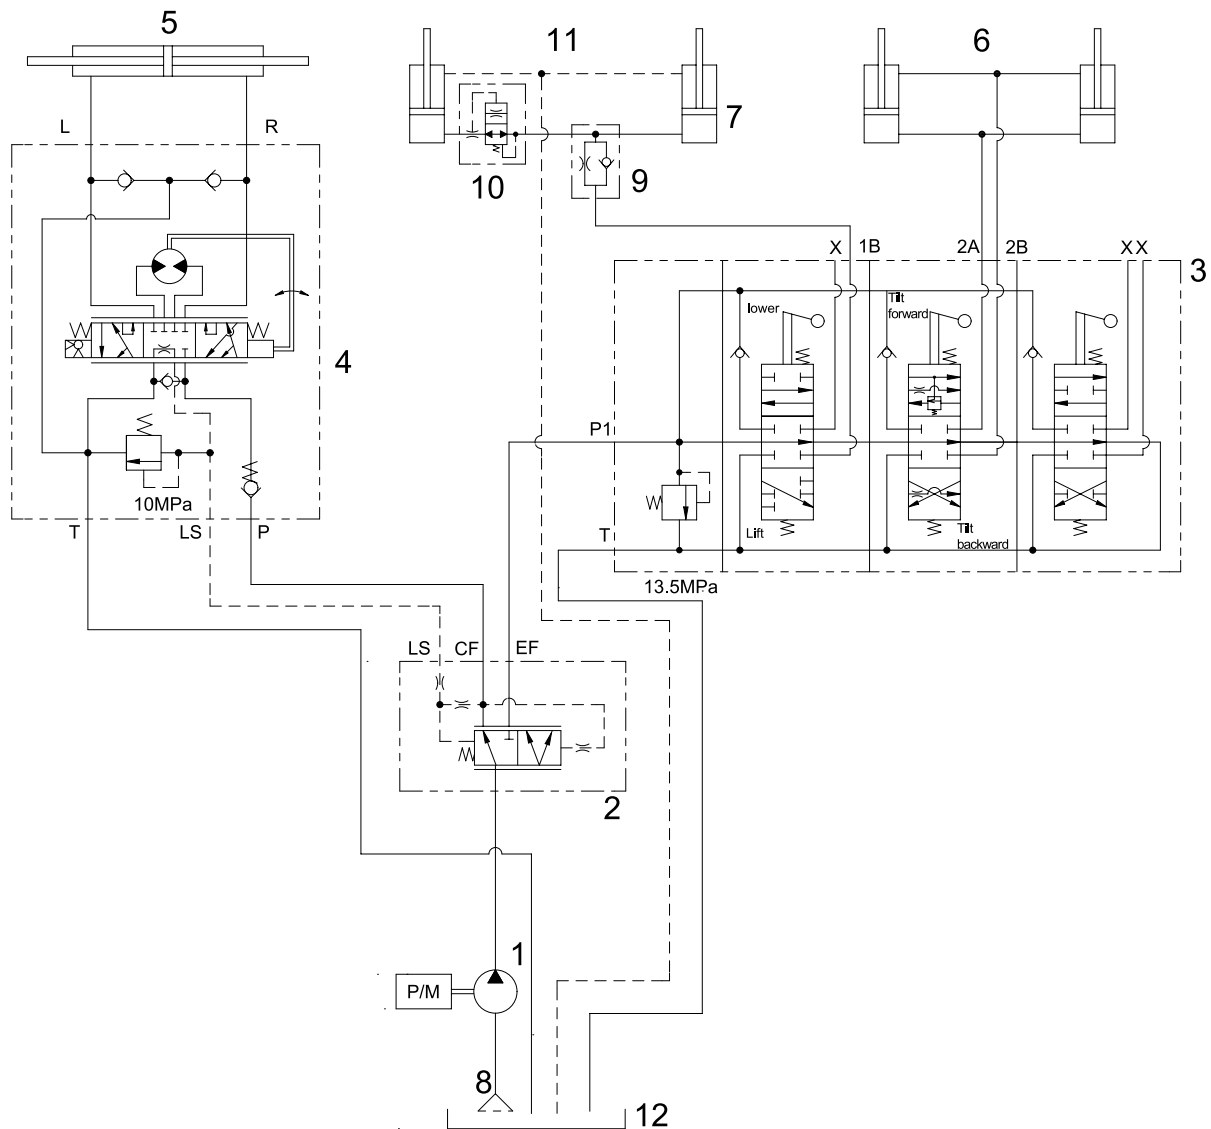 5
11
6
7
L
R
10
9
X
1B
2A
2B
X X
3
lower
Tilt
forward
4
P1
10MPa
T
LS
P
T
Lift
Tilt
backward
13.5MPa
LS
CF
EF
2
1
P/M
8
12